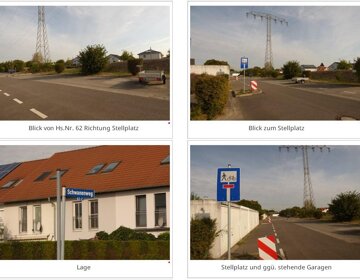 Blick von Hs.Nr. 62 Richtung Stellplatz
Blick zum Stellplatz
Schwanenweg
Lage
Stellplatz und ggü. stehende Garagen